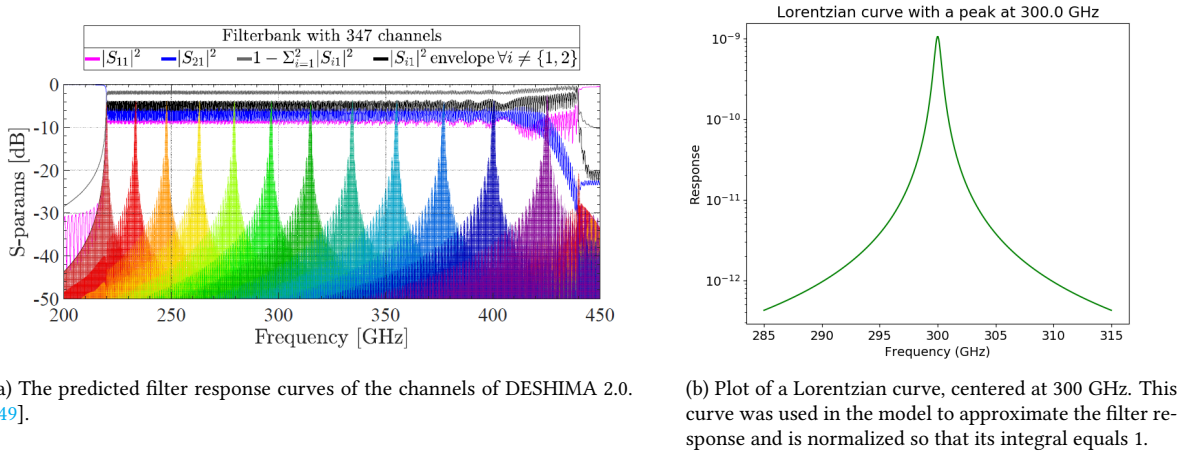 Filterbank with 347 channels
|S₁₁|² |S₂₁|² 1 − Σ²ᵢ₌₁|Sᵢ₁|² |Sᵢ₁|² envelope ∀i ≠ {1, 2}
S-params [dB]
0
-10
-20
-30
-40
-50
200 250 300 350 400 450
Frequency [GHz]
a) The predicted filter response curves of the channels of DESHIMA 2.0.
49].
Lorentzian curve with a peak at 300.0 GHz
Response
10⁻⁹
10⁻¹⁰
10⁻¹¹
10⁻¹²
285 290 295 300 305 310 315
Frequency (GHz)
(b) Plot of a Lorentzian curve, centered at 300 GHz. This
curve was used in the model to approximate the filter re-
sponse and is normalized so that its integral equals 1.